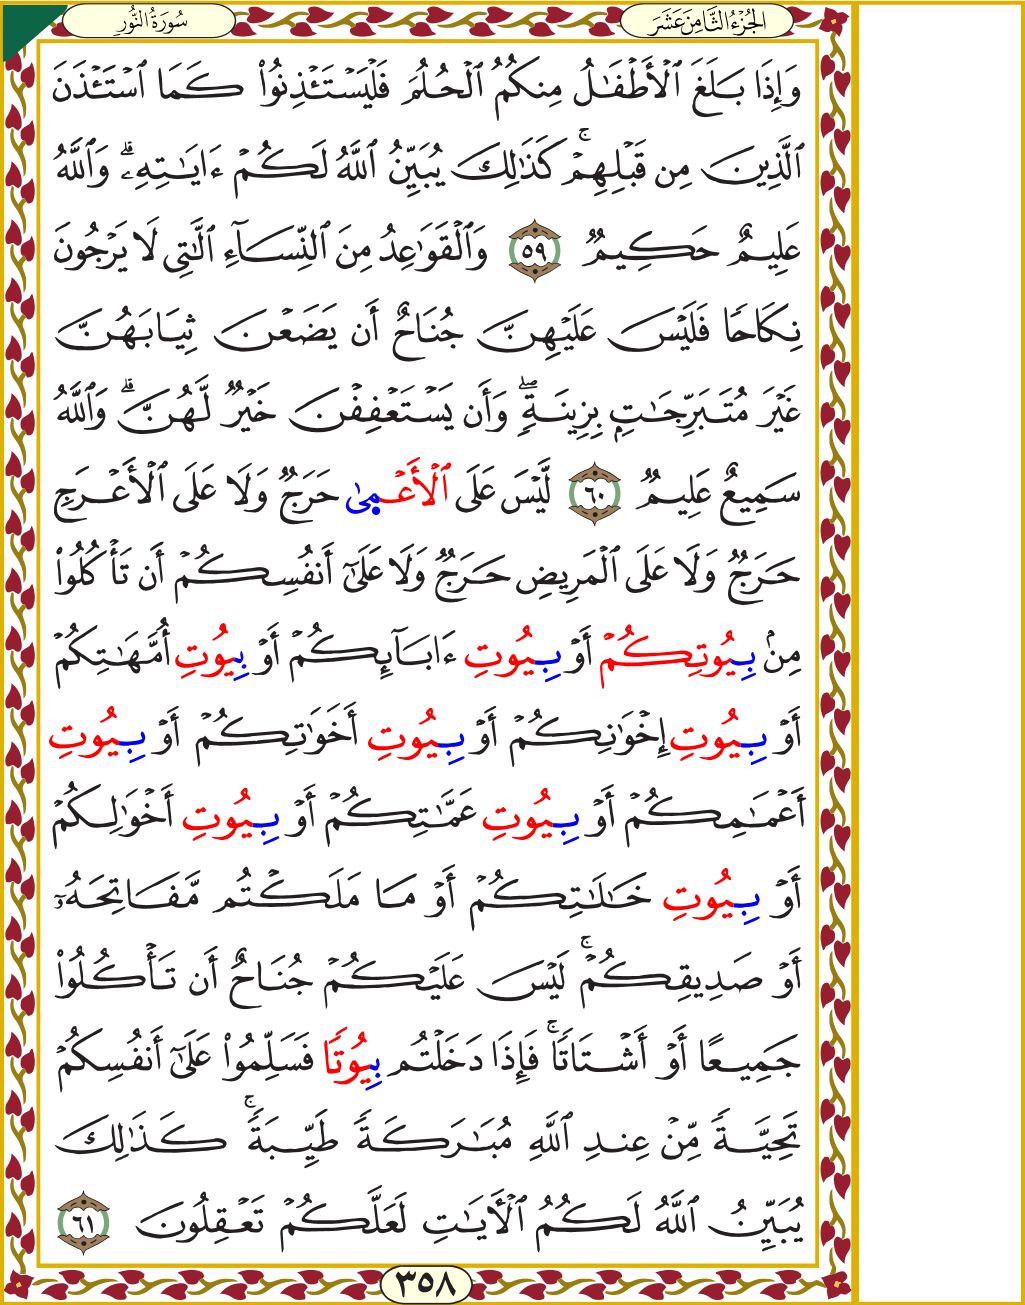 الجُزْءُ الثَّامِنَ عَشَرَ
سُورَةُ النُّورِ
وَإِذَا بَلَغَ ٱلْأَطْفَـٰلُ مِنكُمُ ٱلْحُلُمَ فَلْيَسْتَـْٔذِنُوا۟ كَمَا ٱسْتَـْٔذَنَ
ٱلَّذِينَ مِن قَبْلِهِمْ ۚ كَذَٰلِكَ يُبَيِّنُ ٱللَّهُ لَكُمْ ءَايَـٰتِهِۦ ۗ وَٱللَّهُ
عَلِيمٌ حَكِيمٌ ٥٩ وَٱلْقَوَٰعِدُ مِنَ ٱلنِّسَآءِ ٱلَّـٰتِى لَا يَرْجُونَ
نِكَاحًا فَلَيْسَ عَلَيْهِنَّ جُنَاحٌ أَن يَضَعْنَ ثِيَابَهُنَّ
غَيْرَ مُتَبَرِّجَـٰتٍۭ بِزِينَةٍ ۖ وَأَن يَسْتَعْفِفْنَ خَيْرٌ لَّهُنَّ ۗ وَٱللَّهُ
سَمِيعٌ عَلِيمٌ ٦٠ لَّيْسَ عَلَى ٱلْأَعْمِىٰ حَرَجٌ وَلَا عَلَى ٱلْأَعْرَجِ
حَرَجٌ وَلَا عَلَى ٱلْمَرِيضِ حَرَجٌ وَلَا عَلَىٰٓ أَنفُسِكُمْ أَن تَأْكُلُوا۟
مِنۢ بِيُوتِكُمْ أَوْ بِيُوتِ ءَابَآئِكُمْ أَوْ بِيُوتِ أُمَّهَـٰتِكُمْ
أَوْ بِيُوتِ إِخْوَٰنِكُمْ أَوْ بِيُوتِ أَخَوَٰتِكُمْ أَوْ بِيُوتِ
أَعْمَـٰمِكُمْ أَوْ بِيُوتِ عَمَّـٰتِكُمْ أَوْ بِيُوتِ أَخْوَٰلِكُمْ
أَوْ بِيُوتِ خَـٰلَـٰتِكُمْ أَوْ مَا مَلَكْتُم مَّفَاتِحَهُۥٓ
أَوْ صَدِيقِكُمْ ۚ لَيْسَ عَلَيْكُمْ جُنَاحٌ أَن تَأْكُلُوا۟
جَمِيعًا أَوْ أَشْتَاتًا ۚ فَإِذَا دَخَلْتُم بِيُوتًا فَسَلِّمُوا۟ عَلَىٰٓ أَنفُسِكُمْ
تَحِيَّةً مِّنْ عِندِ ٱللَّهِ مُبَـٰرَكَةً طَيِّبَةً ۚ كَذَٰلِكَ
يُبَيِّنُ ٱللَّهُ لَكُمُ ٱلْـَٔايَـٰتِ لَعَلَّكُمْ تَعْقِلُونَ ٦١
٣٥٨